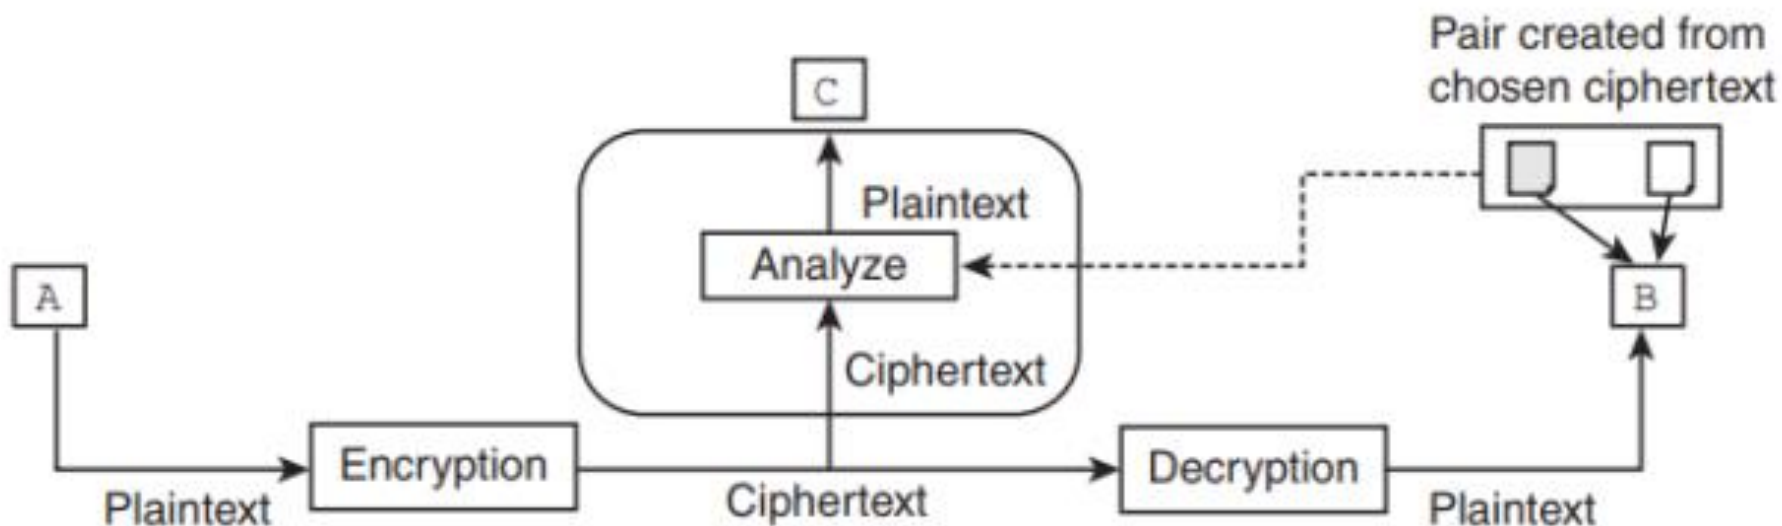 Pair created from
chosen ciphertext
C
Plaintext
Analyze
A
B
Ciphertext
Encryption
Decryption
Plaintext
Ciphertext
Plaintext